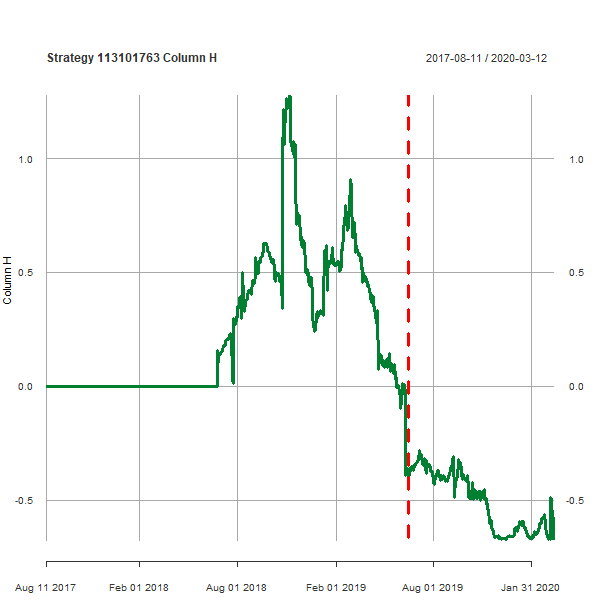 Strategy 113101763 Column H
2017-08-11 / 2020-03-12
1.0
1.0
0.5
0.5
Column H
0.0
0.0
-0.5
-0.5
Aug 11 2017
Feb 01 2018
Aug 01 2018
Feb 01 2019
Aug 01 2019
Jan 31 2020